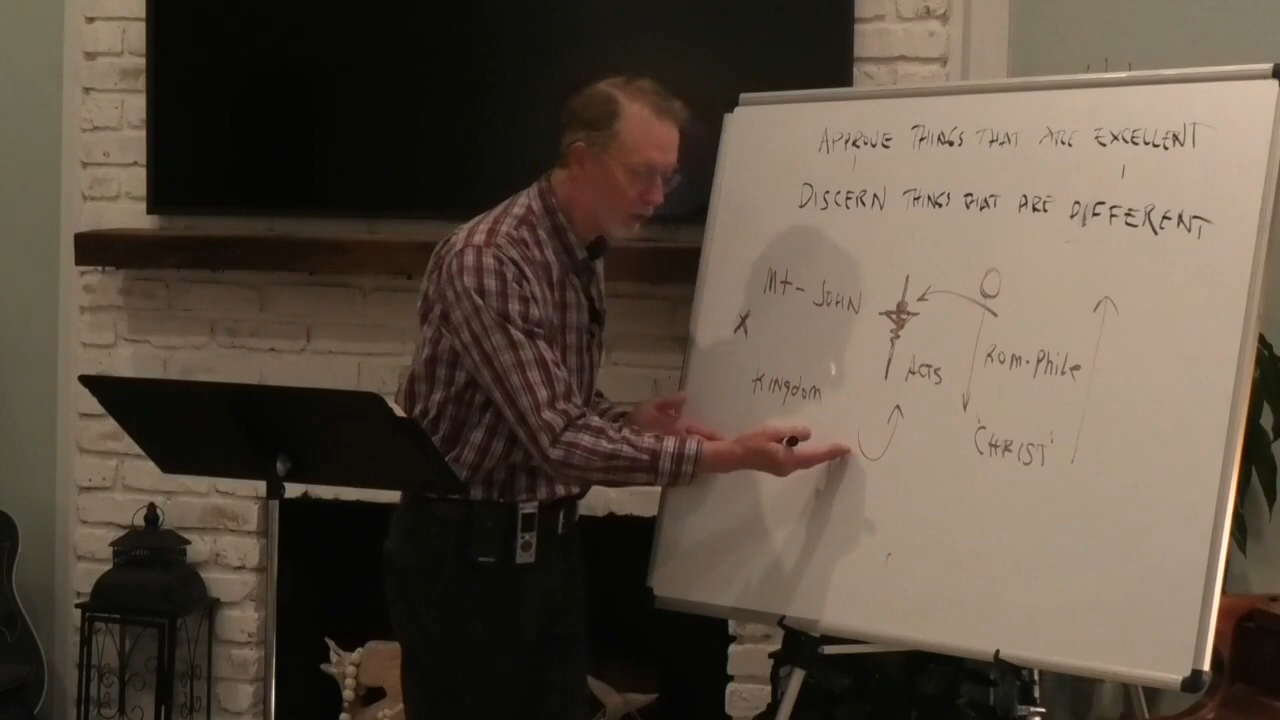 APPROVE THINGS THAT ARE EXCELLENT
DISCERN THINGS THAT ARE DIFFERENT
Mt - JOHN
X
Kingdom
ACTS
ROM - Phile
'CHRIST'